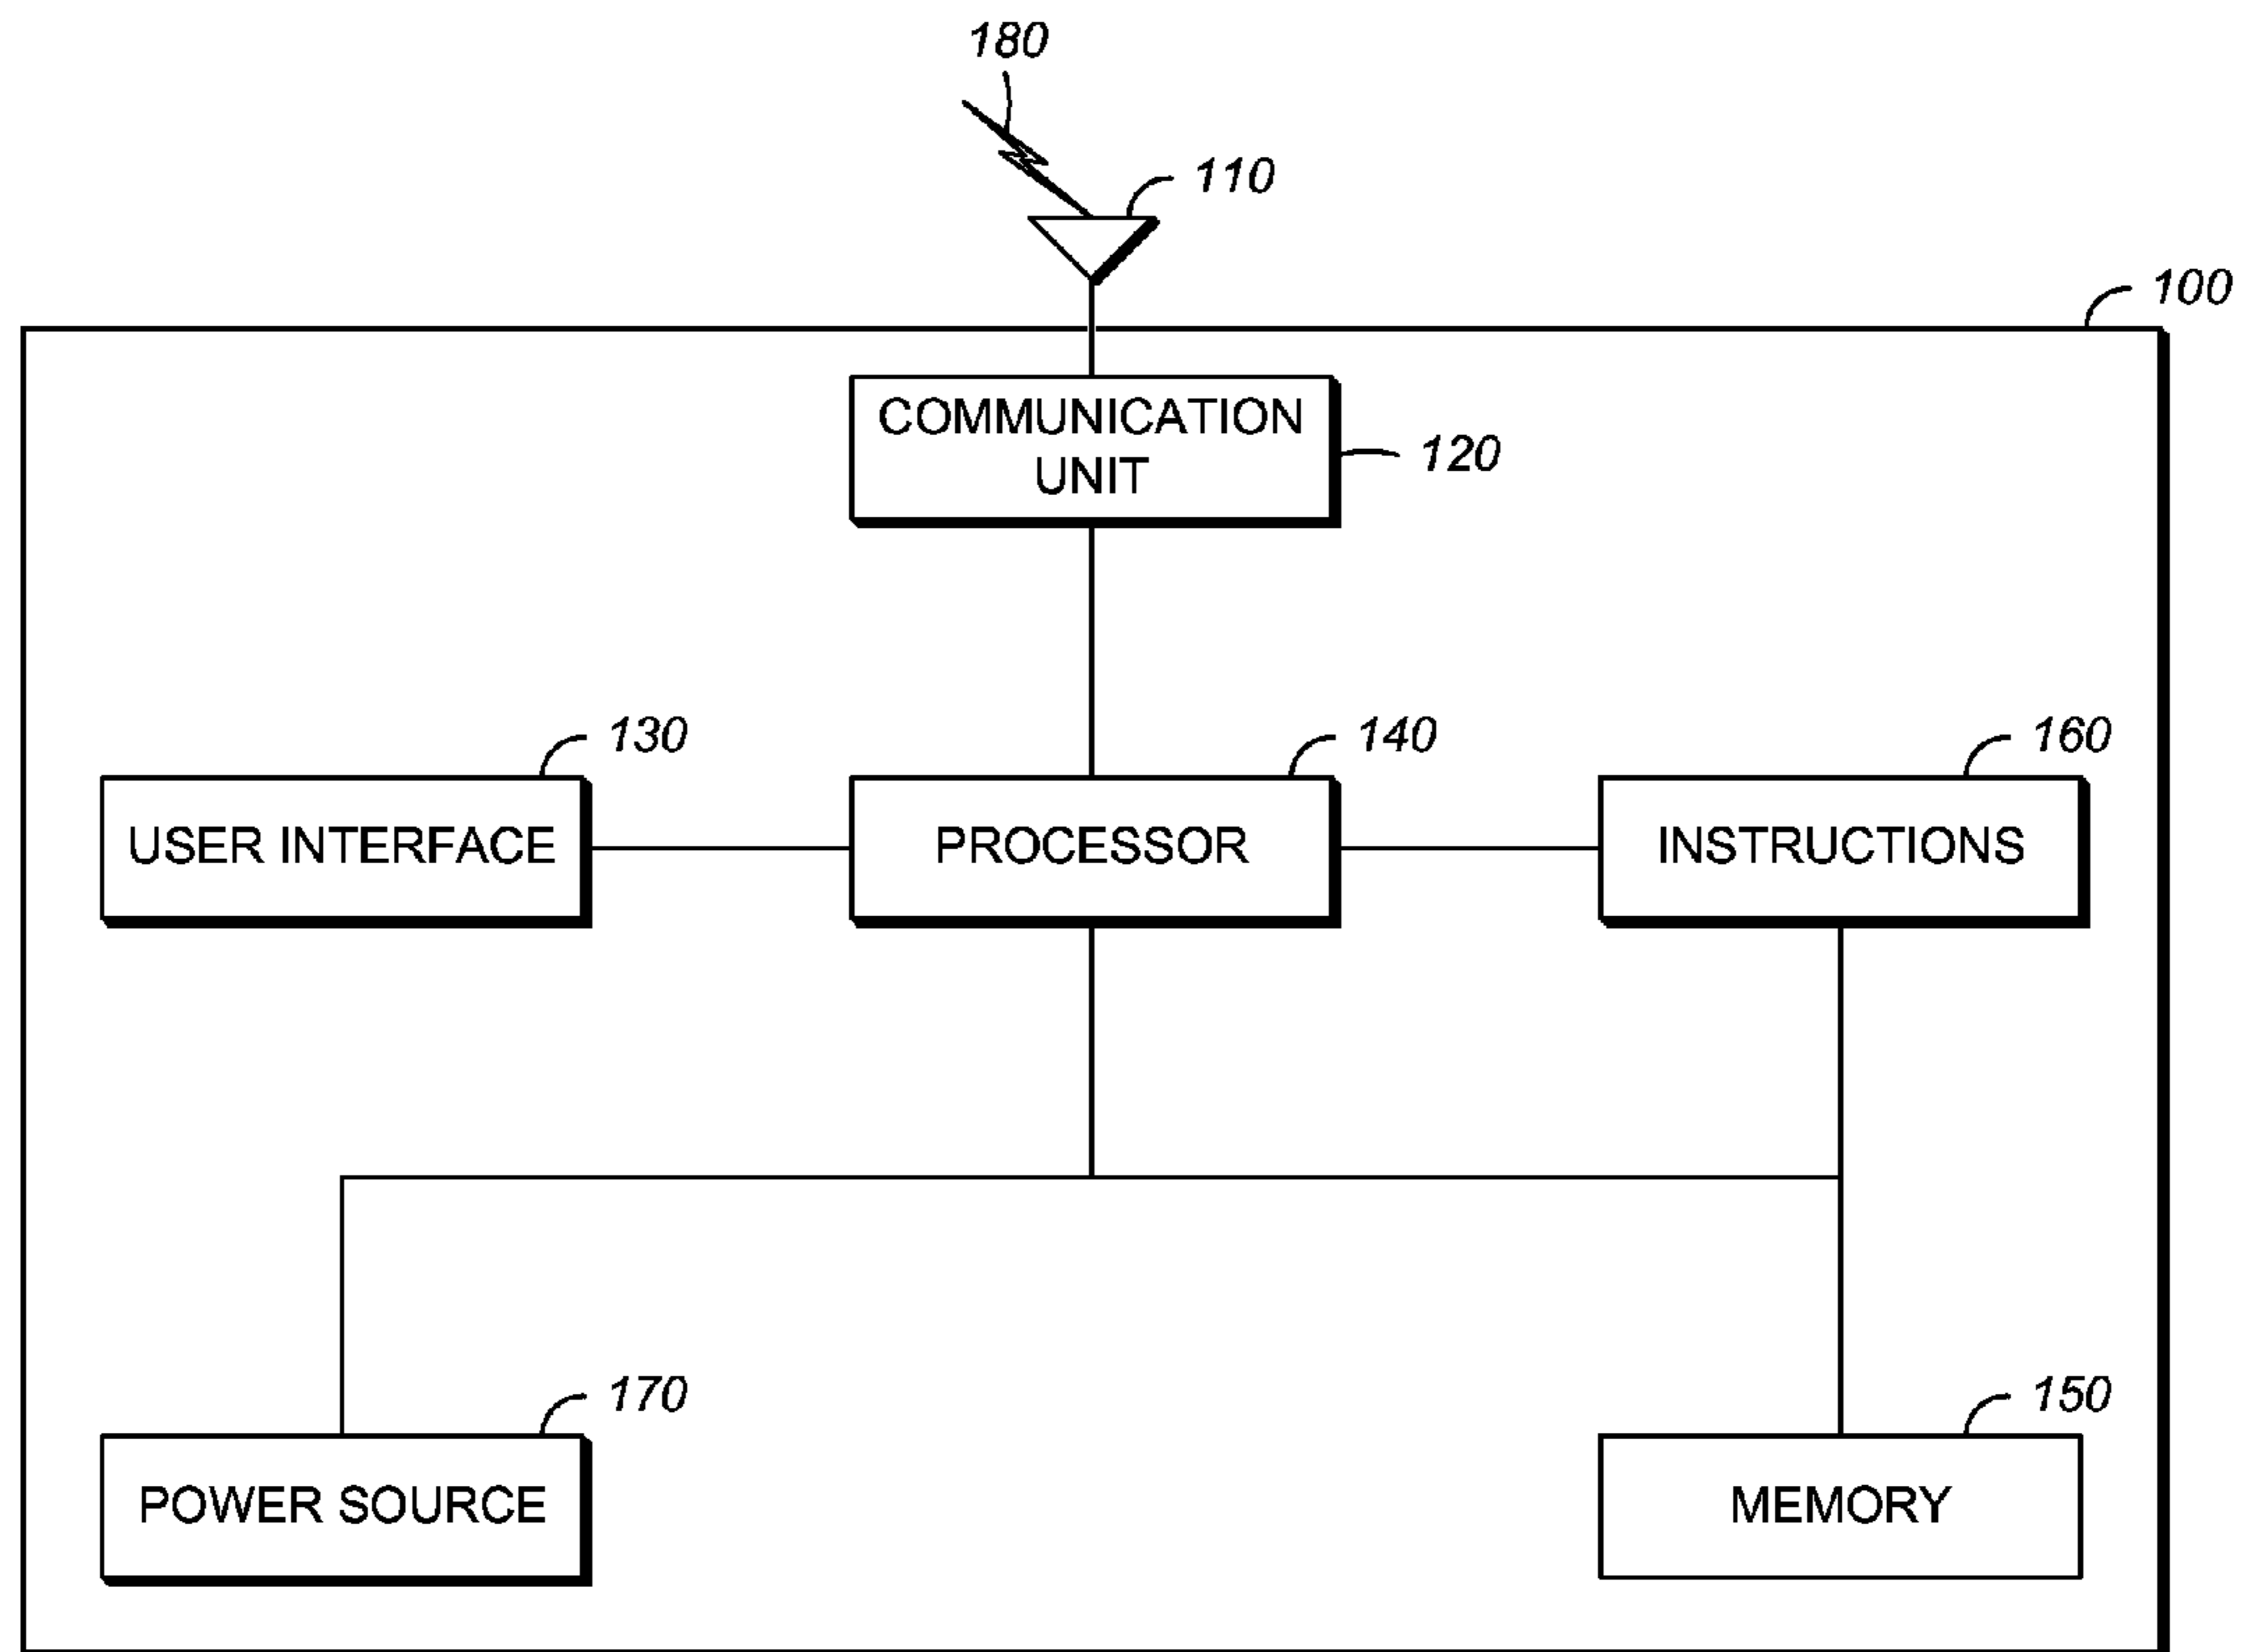 180
110
100
COMMUNICATION
UNIT
120
130
140
160
USER INTERFACE
PROCESSOR
INSTRUCTIONS
170
150
POWER SOURCE
MEMORY